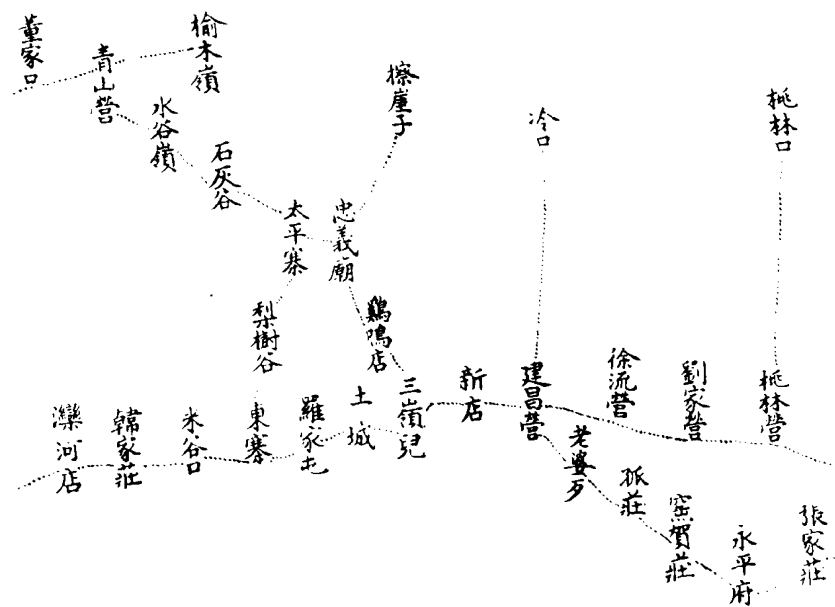 董家口
青山營
榆木嶺
水谷嶺
石灰谷
擦崖子
冷口
桃林口
太平寨
忠義廟
梨樹谷
鷄鳴店
灤河店
韓家莊
米谷口
東寨
羅家屯
土城
三嶺兒
新店
建昌營
徐流營
劉家營
桃林營
孤莊
窯賀莊
永平府
張家莊